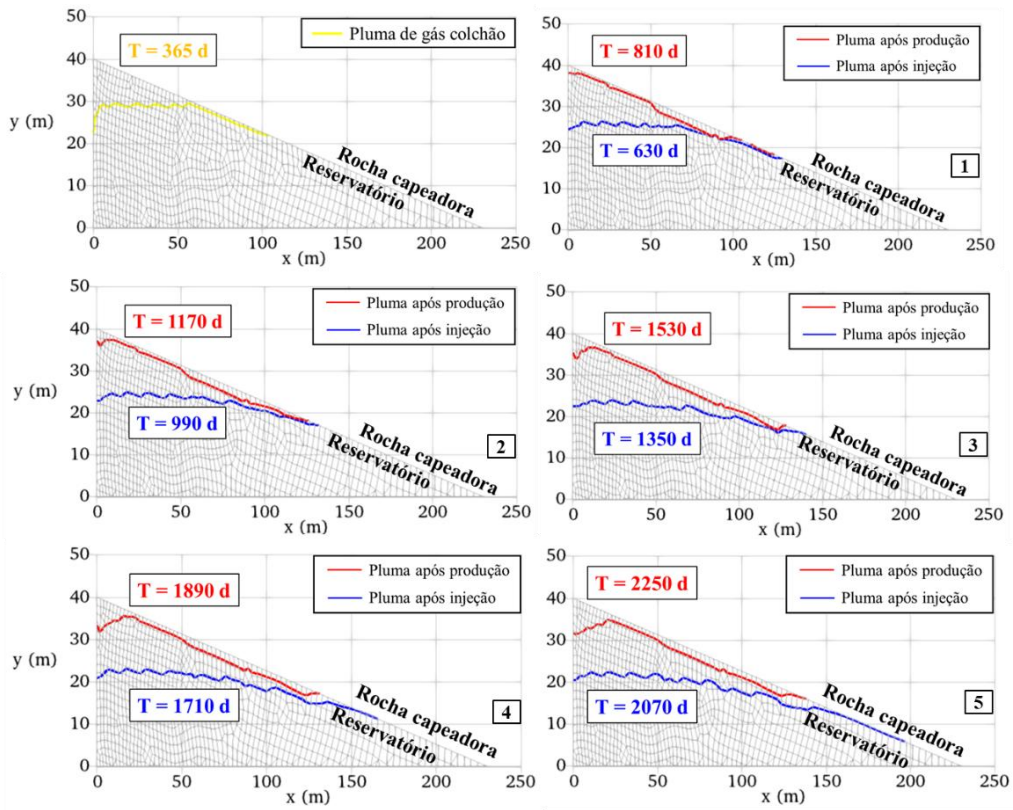 50
40
30
20
10
0
y (m)
T = 365 d
Pluma de gás colchão
Rocha capeadora
Reservatório
0 50 100 150 200 250
x (m)
50
40
30
20
10
0
T = 810 d
T = 630 d
Pluma após produção
Pluma após injeção
Rocha capeadora
Reservatório
1
0 50 100 150 200 250
x (m)
50
40
30
20
10
0
y (m)
T = 1170 d
T = 990 d
Pluma após produção
Pluma após injeção
Rocha capeadora
Reservatório
2
0 50 100 150 200 250
x (m)
50
40
30
20
10
0
T = 1530 d
T = 1350 d
Pluma após produção
Pluma após injeção
Rocha capeadora
Reservatório
3
0 50 100 150 200 250
x (m)
50
40
30
20
10
0
y (m)
T = 1890 d
T = 1710 d
Pluma após produção
Pluma após injeção
Rocha capeadora
Reservatório
4
0 50 100 150 200 250
x (m)
50
40
30
20
10
0
T = 2250 d
T = 2070 d
Pluma após produção
Pluma após injeção
Rocha capeadora
Reservatório
5
0 50 100 150 200 250
x (m)